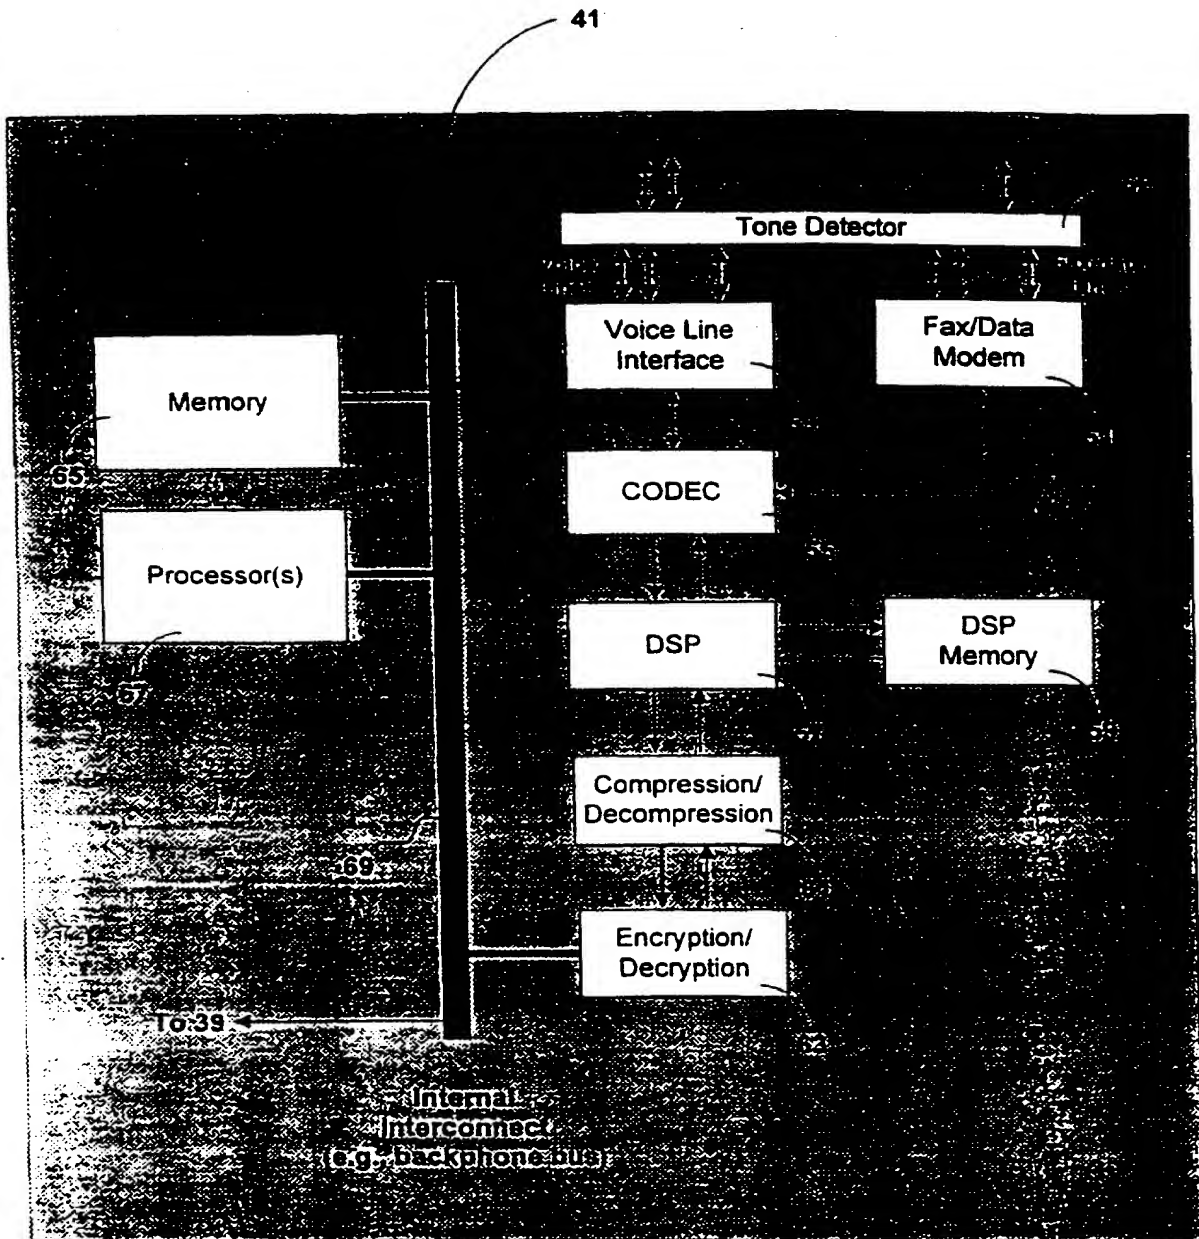 41
Tone Detector
Voice Line
Interface
Fax/Data
Modem
Memory
65
CODEC
Processor(s)
67
DSP
DSP
Memory
Compression/
Decompression
69
Encryption/
Decryption
To 39
Internal
Interconnect
(e.g., backphone bus)